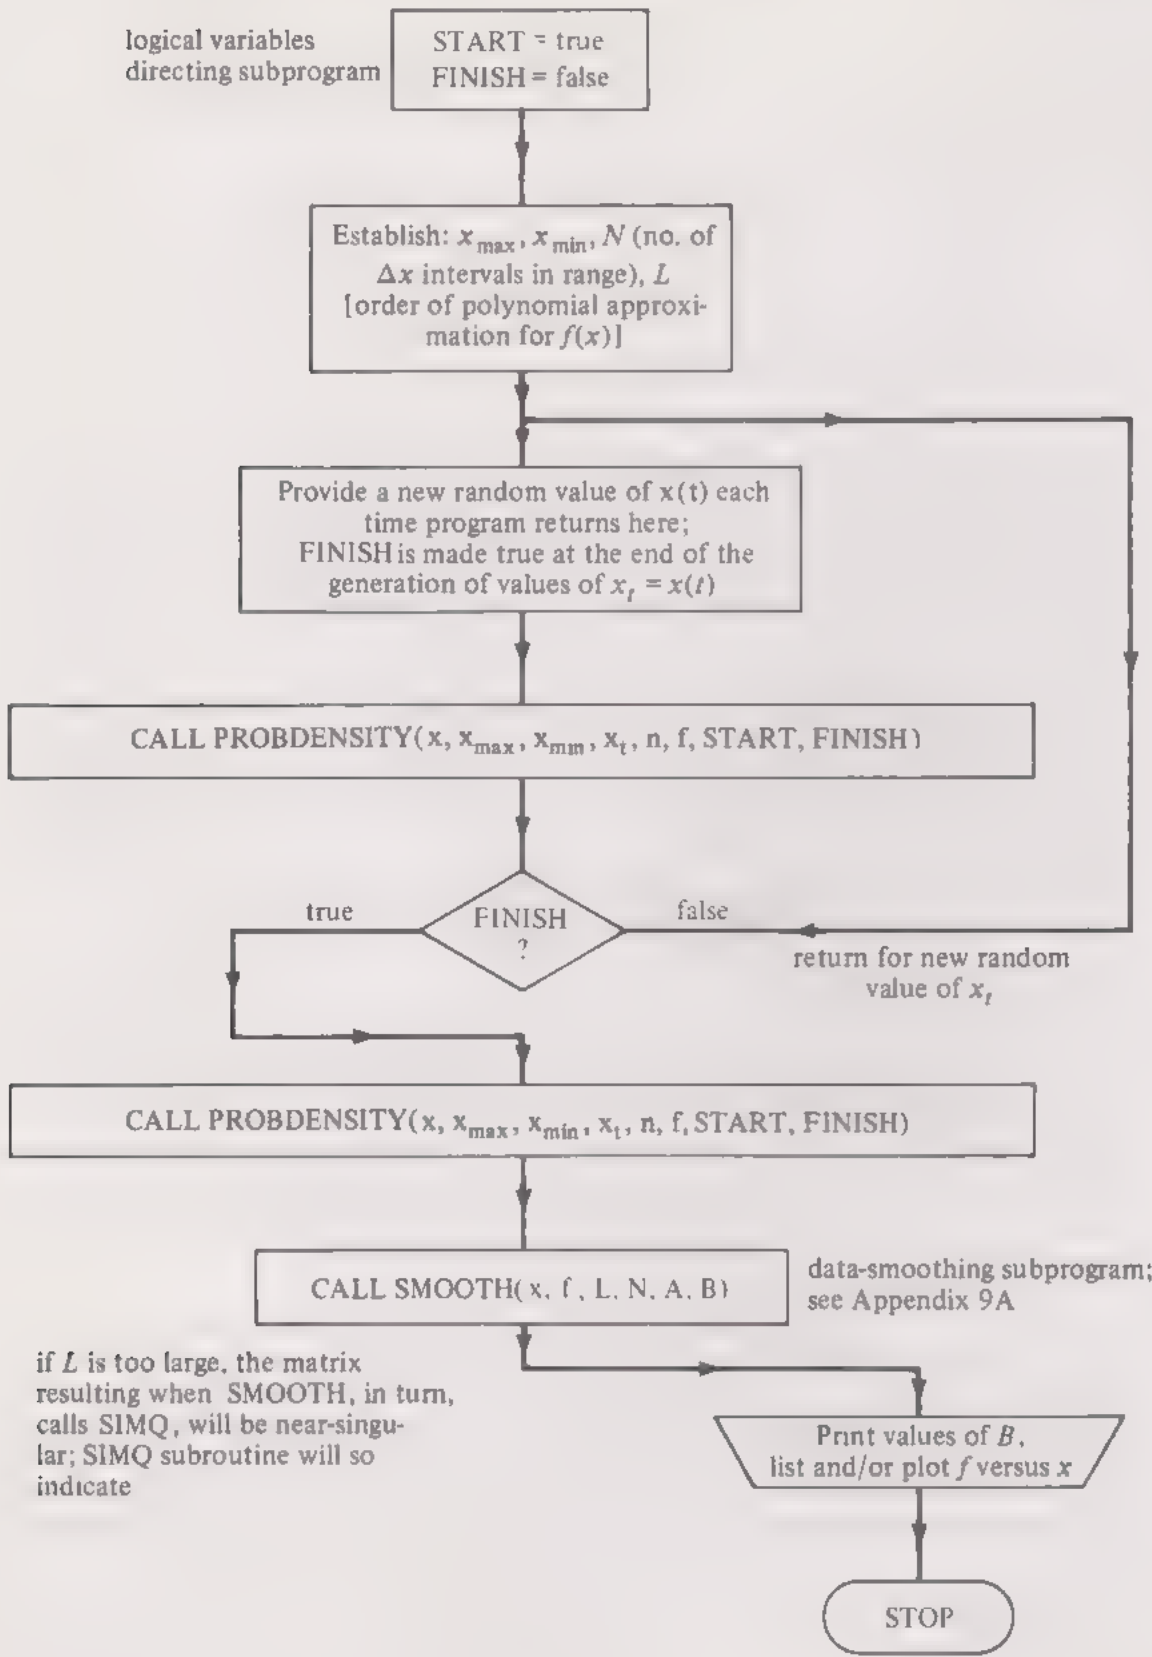 logical variables
directing subprogram
START = true
FINISH = false
Establish: x_max, x_min, N (no. of
Δx intervals in range), L
[order of polynomial approxi-
mation for f(x)]
Provide a new random value of x(t) each
time program returns here;
FINISH is made true at the end of the
generation of values of x_t = x(t)
CALL PROBDENSITY(x, x_max, x_min, x_t, n, f, START, FINISH)
true
FINISH
?
false
return for new random
value of x_t
CALL PROBDENSITY(x, x_max, x_min, x_t, n, f, START, FINISH)
CALL SMOOTH(x, f, L, N, A, B)
data-smoothing subprogram;
see Appendix 9A
if L is too large, the matrix
resulting when SMOOTH, in turn,
calls SIMQ, will be near-singu-
lar; SIMQ subroutine will so
indicate
Print values of B,
list and/or plot f versus x
STOP